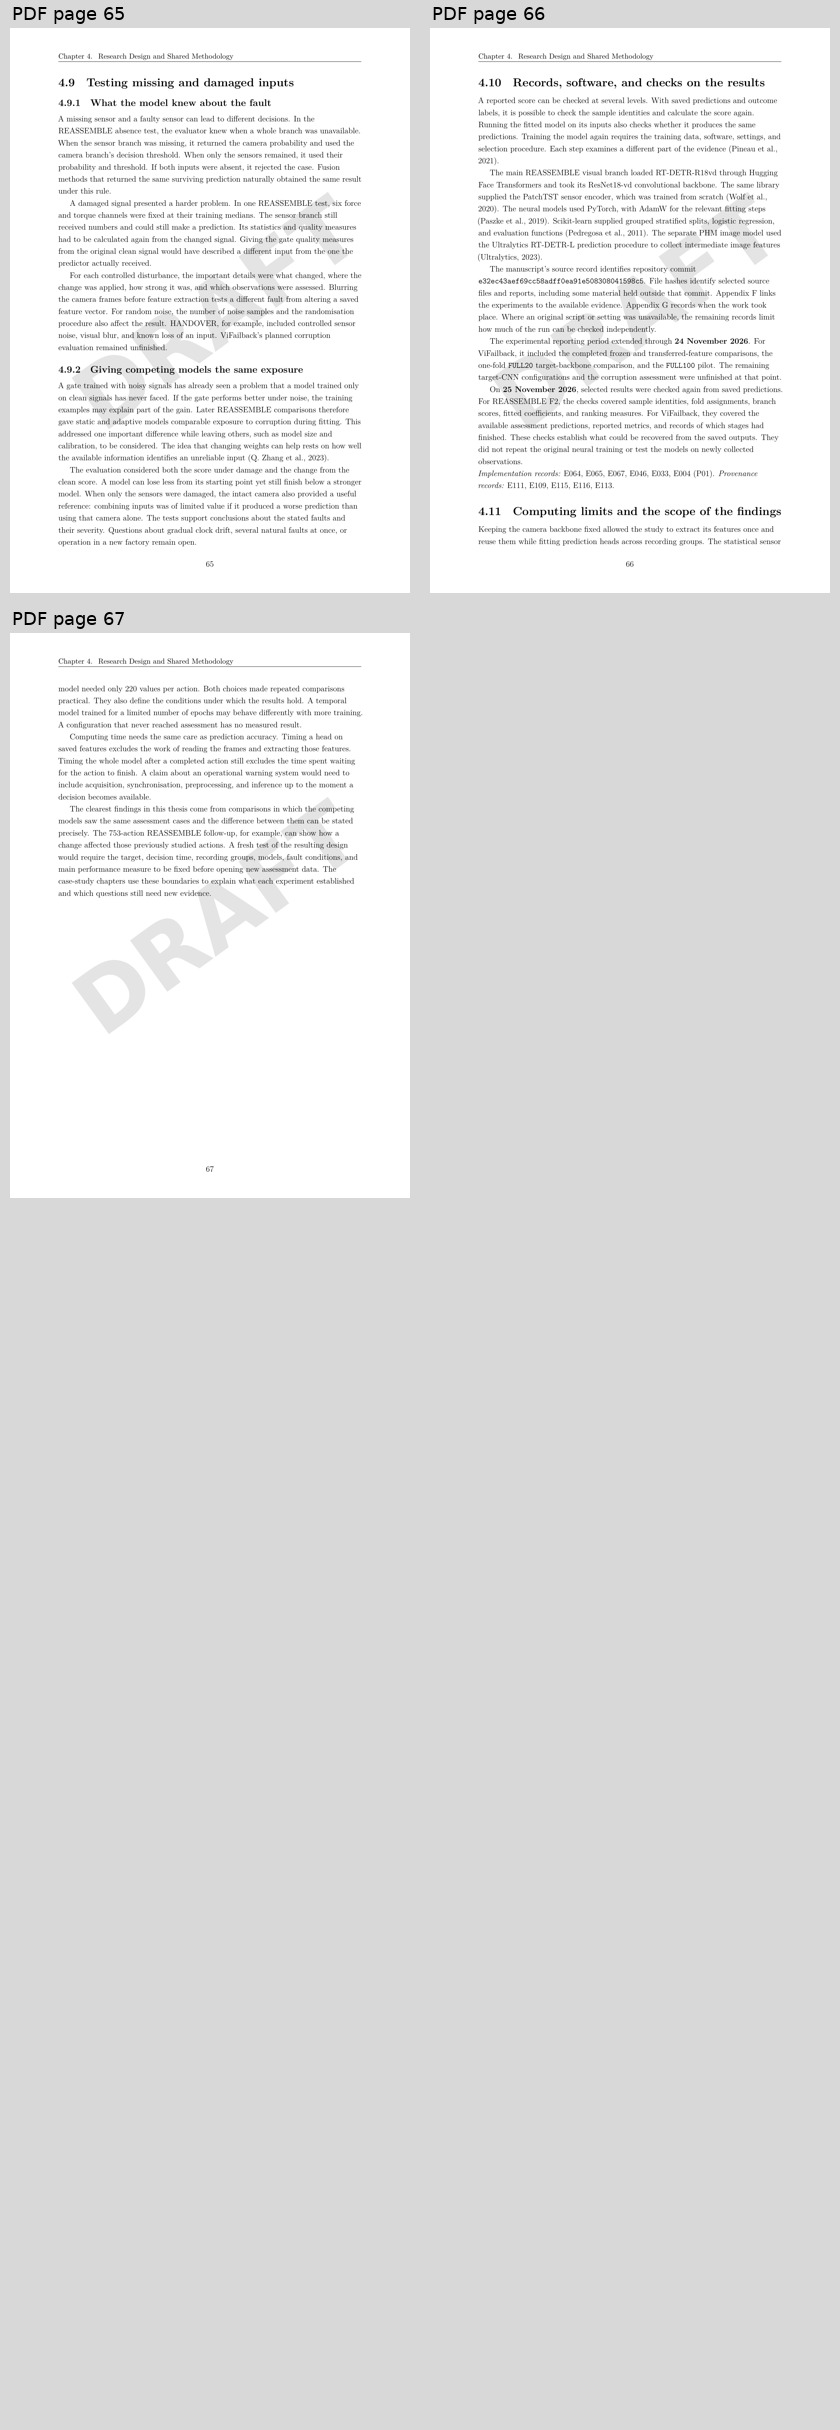 PDF page 65
Chapter 4. Research Design and Shared Methodology
4.9 Testing missing and damaged inputs
4.9.1 What the model knew about the fault
A missing sensor and a faulty sensor can lead to different decisions. In the
REASSEMBLE absence test, the evaluator knew when a whole branch was unavailable.
When the sensor branch was missing, it returned the camera probability and used the
camera branch's decision threshold. When only the sensors remained, it used their
probability and threshold. If both inputs were absent, it rejected the case. Fusion
methods that returned the same surviving prediction naturally obtained the same result
under this rule.
A damaged signal presented a harder problem. In one REASSEMBLE test, six force
and torque channels were fixed at their training medians. The sensor branch still
received numbers and could still make a prediction. Its statistics and quality measures
had to be calculated again from the changed signal. Giving the gate quality measures
from the original clean signal would have described a different input from the one the
predictor actually received.
For each controlled disturbance, the important details were what changed, where the
change was applied, how strong it was, and which observations were assessed. Blurring
the camera frames before feature extraction tests a different fault from altering a saved
feature vector. For random noise, the number of noise samples and the randomisation
procedure also affect the result. HANDOVER, for example, included controlled sensor
noise, visual blur, and known loss of an input. ViFailback's planned corruption
evaluation remained unfinished.
4.9.2 Giving competing models the same exposure
A gate trained with noisy signals has already seen a problem that a model trained only
on clean signals has never faced. If the gate performs better under noise, the training
examples may explain part of the gain. Later REASSEMBLE comparisons therefore
gave static and adaptive models comparable exposure to corruption during fitting. This
addressed one important difference while leaving others, such as model size and
calibration, to be considered. The idea that changing weights can help rests on how well
the available information identifies an unreliable input (Q. Zhang et al., 2023).
The evaluation considered both the score under damage and the change from the
clean score. A model can lose less from its starting point yet still finish below a stronger
model. When only the sensors were damaged, the intact camera also provided a useful
reference: combining inputs was of limited value if it produced a worse prediction than
using that camera alone. The tests support conclusions about the stated faults and
their severity. Questions about gradual clock drift, several natural faults at once, or
operation in a new factory remain open.
65
DRAFT
PDF page 66
Chapter 4. Research Design and Shared Methodology
4.10 Records, software, and checks on the results
A reported score can be checked at several levels. With saved predictions and outcome
labels, it is possible to check the sample identities and calculate the score again.
Running the fitted model on its inputs also checks whether it produces the same
predictions. Training the model again requires the training data, software, settings, and
selection procedure. Each step examines a different part of the evidence (Pineau et al.,
2021).
The main REASSEMBLE visual branch loaded RT-DETR-R18vd through Hugging
Face Transformers and took its ResNet18-vd convolutional backbone. The same library
supplied the PatchTST sensor encoder, which was trained from scratch (Wolf et al.,
2020). The neural models used PyTorch, with AdamW for the relevant fitting steps
(Paszke et al., 2019). Scikit-learn supplied grouped stratified splits, logistic regression,
and evaluation functions (Pedregosa et al., 2011). The separate PHM image model used
the Ultralytics RT-DETR-L prediction procedure to collect intermediate image features
(Ultralytics, 2023).
The manuscript's source record identifies repository commit
e32ec43aef69cc58adff0ea91e508308041598c5. File hashes identify selected source
files and reports, including some material held outside that commit. Appendix F links
the experiments to the available evidence. Appendix G records when the work took
place. Where an original script or setting was unavailable, the remaining records limit
how much of the run can be checked independently.
The experimental reporting period extended through 24 November 2026. For
ViFailback, it included the completed frozen and transferred-feature comparisons, the
one-fold FULL20 target-backbone comparison, and the FULL100 pilot. The remaining
target-CNN configurations and the corruption assessment were unfinished at that point.
On 25 November 2026, selected results were checked again from saved predictions.
For REASSEMBLE F2, the checks covered sample identities, fold assignments, branch
scores, fitted coefficients, and ranking measures. For ViFailback, they covered the
available assessment predictions, reported metrics, and records of which stages had
finished. These checks establish what could be recovered from the saved outputs. They
did not repeat the original neural training or test the models on newly collected
observations.
Implementation records: E064, E065, E067, E046, E033, E004 (P01). Provenance
records: E111, E109, E115, E116, E113.
4.11 Computing limits and the scope of the findings
Keeping the camera backbone fixed allowed the study to extract its features once and
reuse them while fitting prediction heads across recording groups. The statistical sensor
66
DRAFT
PDF page 67
Chapter 4. Research Design and Shared Methodology
model needed only 220 values per action. Both choices made repeated comparisons
practical. They also define the conditions under which the results hold. A temporal
model trained for a limited number of epochs may behave differently with more training.
A configuration that never reached assessment has no measured result.
Computing time needs the same care as prediction accuracy. Timing a head on
saved features excludes the work of reading the frames and extracting those features.
Timing the whole model after a completed action still excludes the time spent waiting
for the action to finish. A claim about an operational warning system would need to
include acquisition, synchronisation, preprocessing, and inference up to the moment a
decision becomes available.
The clearest findings in this thesis come from comparisons in which the competing
models saw the same assessment cases and the difference between them can be stated
precisely. The 753-action REASSEMBLE follow-up, for example, can show how a
change affected those previously studied actions. A fresh test of the resulting design
would require the target, decision time, recording groups, models, fault conditions, and
main performance measure to be fixed before opening new assessment data. The
case-study chapters use these boundaries to explain what each experiment established
and which questions still need new evidence.
67
DRAFT